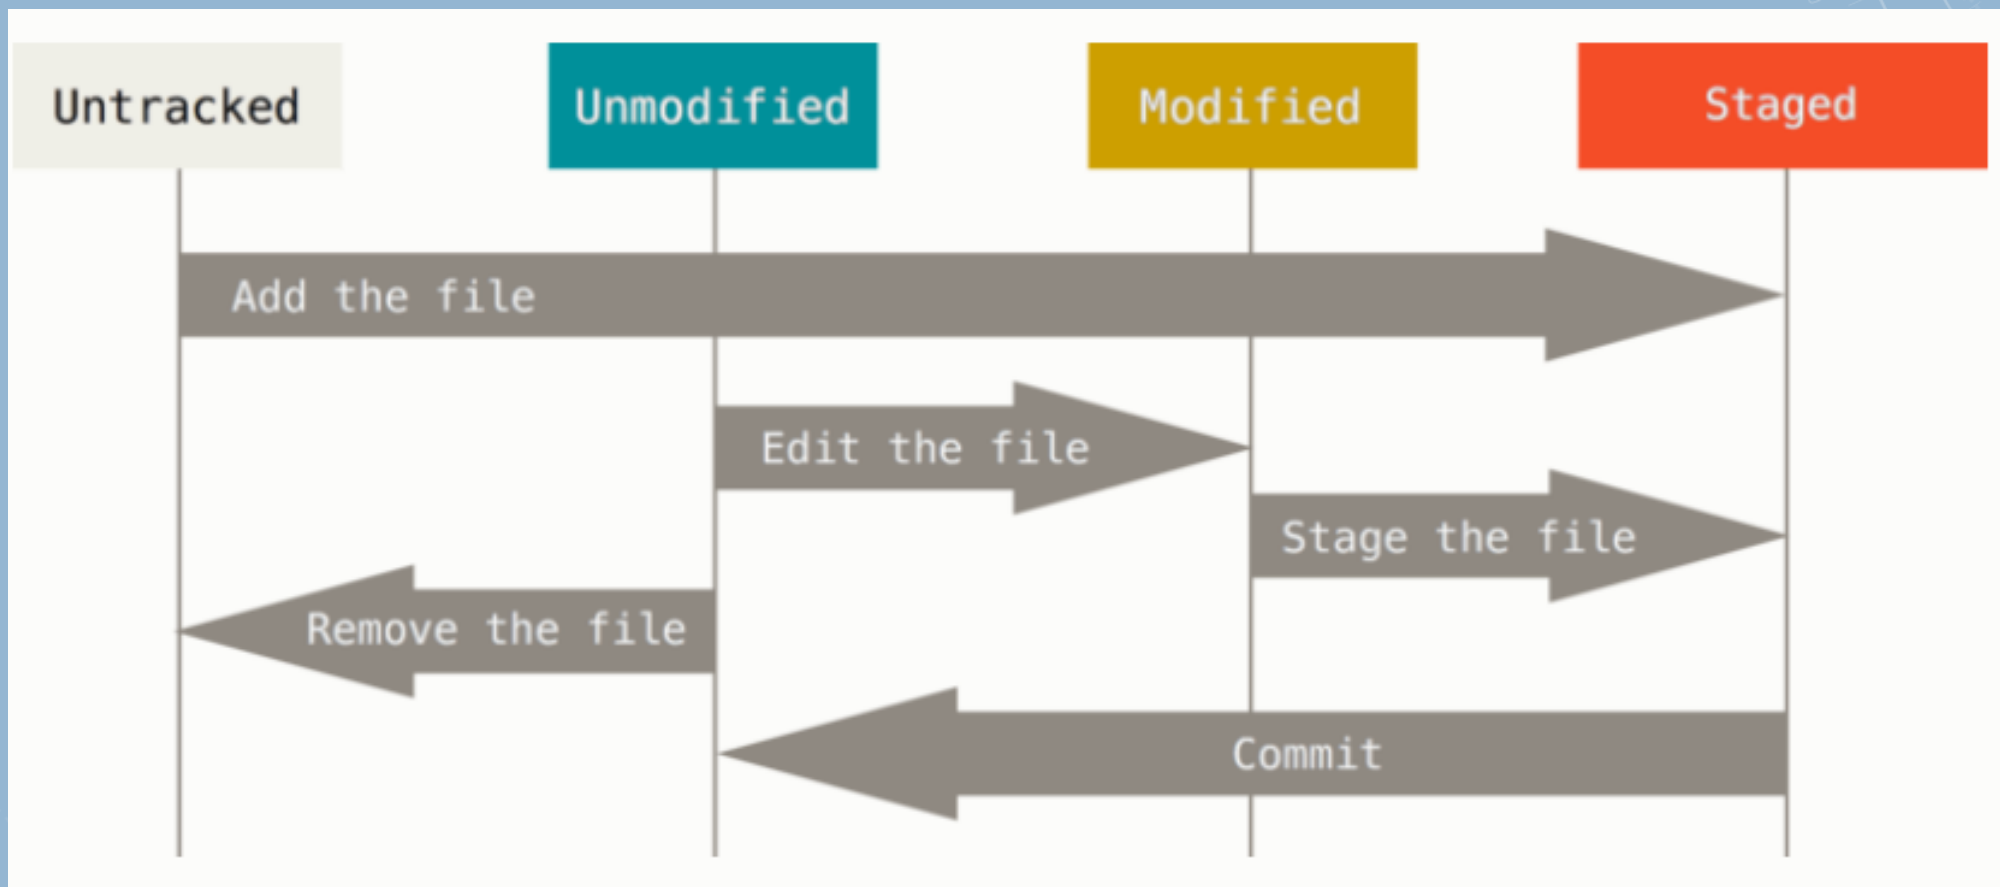 Untracked
Unmodified
Modified
Staged
Add the file
Edit the file
Stage the file
Remove the file
Commit